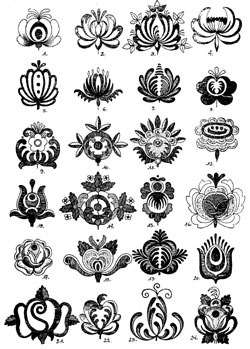 1. 2. 3. 4.
5. 6. 7. 8.
9. 10. 11. 12.
13. 14. 15. 16.
17. 18. 19. 20.
21. 22. 23. 24.